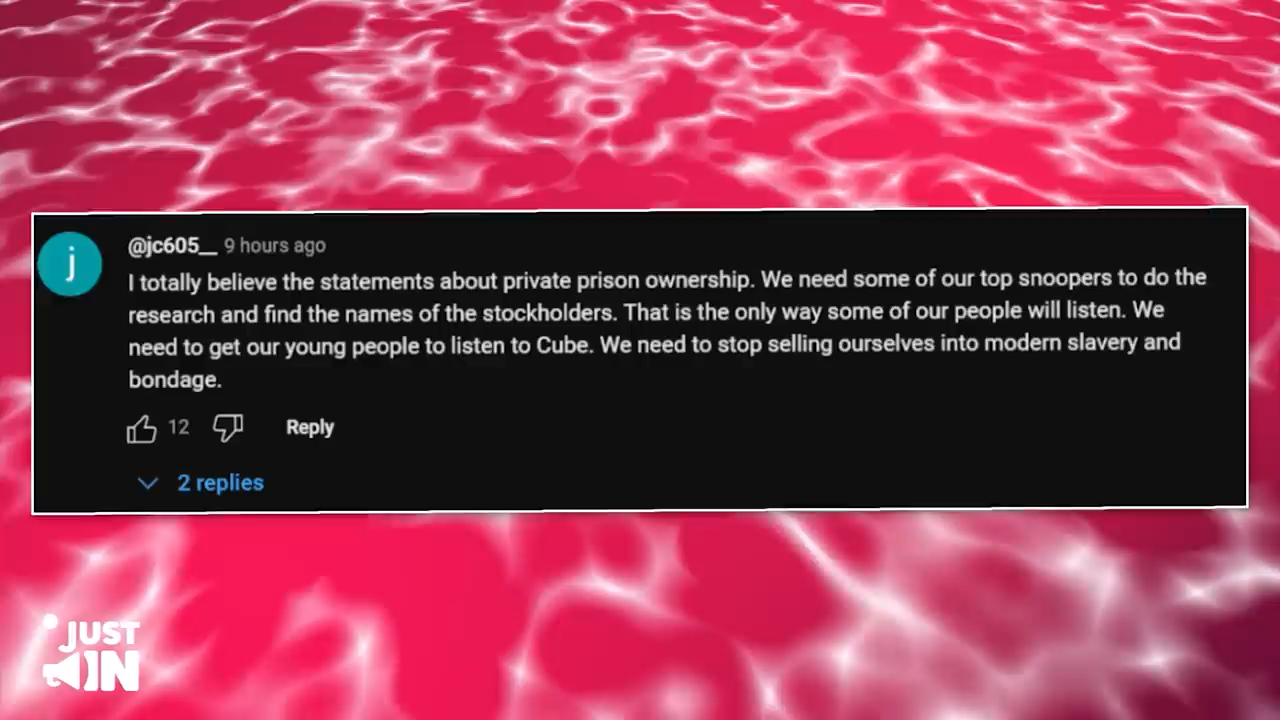 j
@jc605__ 9 hours ago
I totally believe the statements about private prison ownership. We need some of our top snoopers to do the
research and find the names of the stockholders. That is the only way some of our people will listen. We
need to get our young people to listen to Cube. We need to stop selling ourselves into modern slavery and
bondage.
12 Reply
2 replies
JUST
IN